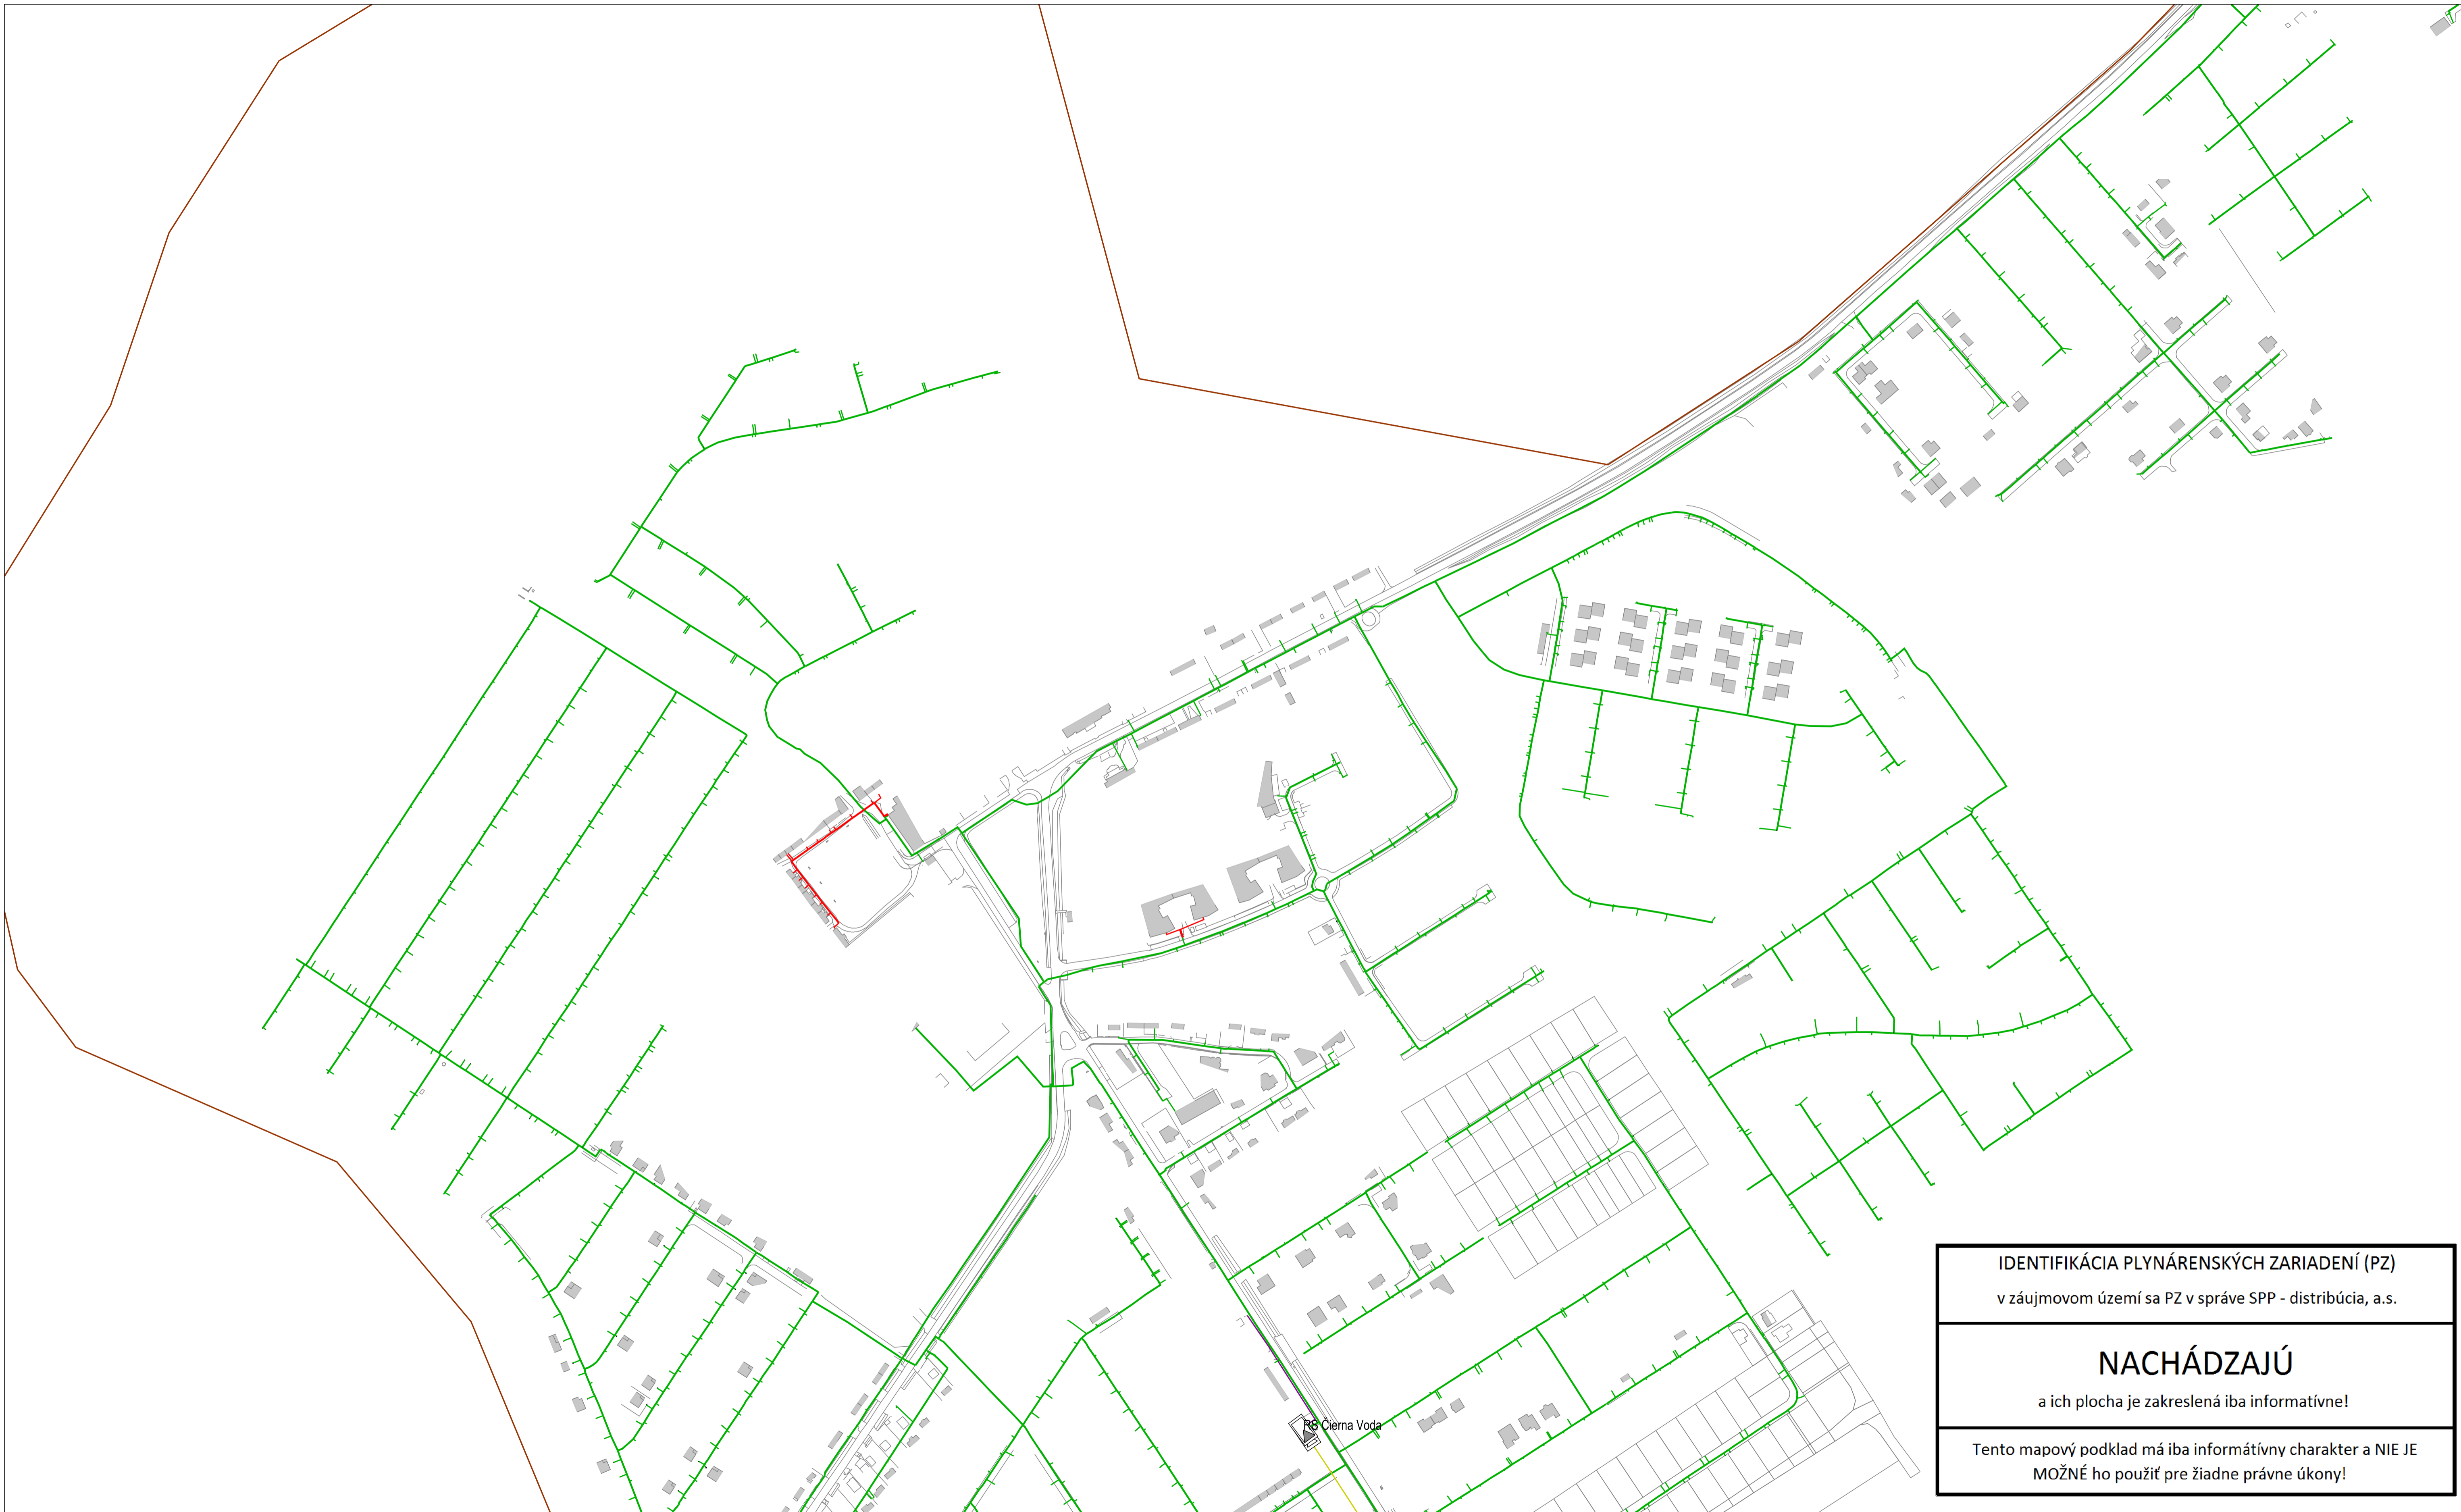 RS Čierna Voda
IDENTIFIKÁCIA PLYNÁRENSKÝCH ZARIADENÍ (PZ)
v záujmovom území sa PZ v správe SPP - distribúcia, a.s.
NACHÁDZAJÚ
a ich plocha je zakreslená iba informatívne!
Tento mapový podklad má iba informátívny charakter a NIE JE
MOŽNÉ ho použiť pre žiadne právne úkony!